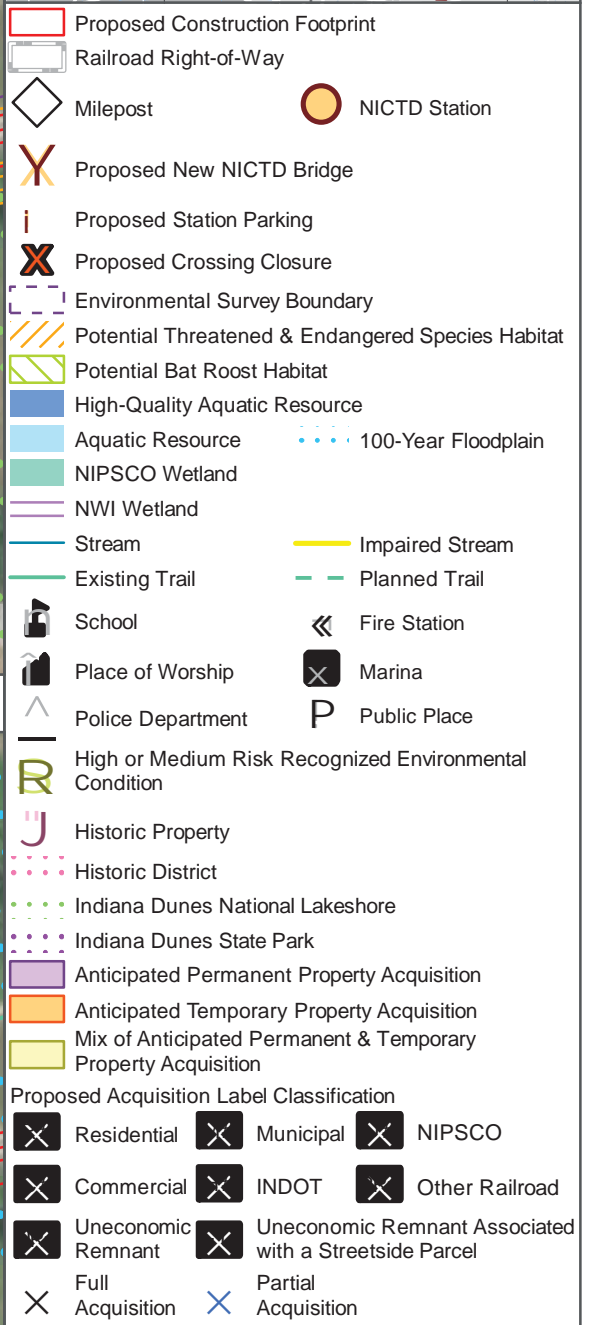 Proposed Construction Footprint
Railroad Right-of-Way
Milepost
NICTD Station
Proposed New NICTD Bridge
Proposed Station Parking
Proposed Crossing Closure
Environmental Survey Boundary
Potential Threatened & Endangered Species Habitat
Potential Bat Roost Habitat
High-Quality Aquatic Resource
Aquatic Resource
100-Year Floodplain
NIPSCO Wetland
NWI Wetland
Stream
Impaired Stream
Existing Trail
Planned Trail
School
Fire Station
Place of Worship
Marina
Police Department
Public Place
High or Medium Risk Recognized Environmental
Condition
Historic Property
Historic District
Indiana Dunes National Lakeshore
Indiana Dunes State Park
Anticipated Permanent Property Acquisition
Anticipated Temporary Property Acquisition
Mix of Anticipated Permanent & Temporary
Property Acquisition
Proposed Acquisition Label Classification
Residential
Municipal
NIPSCO
Commercial
INDOT
Other Railroad
Uneconomic
Remnant
Uneconomic Remnant Associated
with a Streetside Parcel
Full
Acquisition
Partial
Acquisition